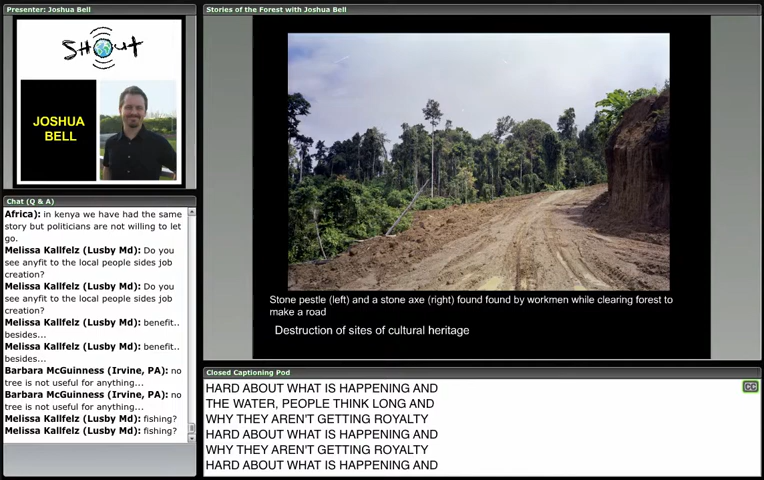 Presenter: Joshua Bell
SHOUT
JOSHUA
BELL
Chat (Q & A)
Africa): in kenya we have had the same
story but politicians are not willing to let
go.
Melissa Kallfelz (Lusby Md): Do you
see anyfit to the local people sides job
creation?
Melissa Kallfelz (Lusby Md): Do you
see anyfit to the local people sides job
creation?
Melissa Kallfelz (Lusby Md): benefit..
besides...
Melissa Kallfelz (Lusby Md): benefit..
besides...
Barbara McGuinness (Irvine, PA): no
tree is not useful for anything...
Barbara McGuinness (Irvine, PA): no
tree is not useful for anything...
Melissa Kallfelz (Lusby Md): fishing?
Melissa Kallfelz (Lusby Md): fishing?
Stories of the Forest with Joshua Bell
Stone pestle (left) and a stone axe (right) found found by workmen while clearing forest to
make a road
Destruction of sites of cultural heritage
Closed Captioning Pod
HARD ABOUT WHAT IS HAPPENING AND
THE WATER, PEOPLE THINK LONG AND
WHY THEY AREN'T GETTING ROYALTY
HARD ABOUT WHAT IS HAPPENING AND
WHY THEY AREN'T GETTING ROYALTY
HARD ABOUT WHAT IS HAPPENING AND
CC